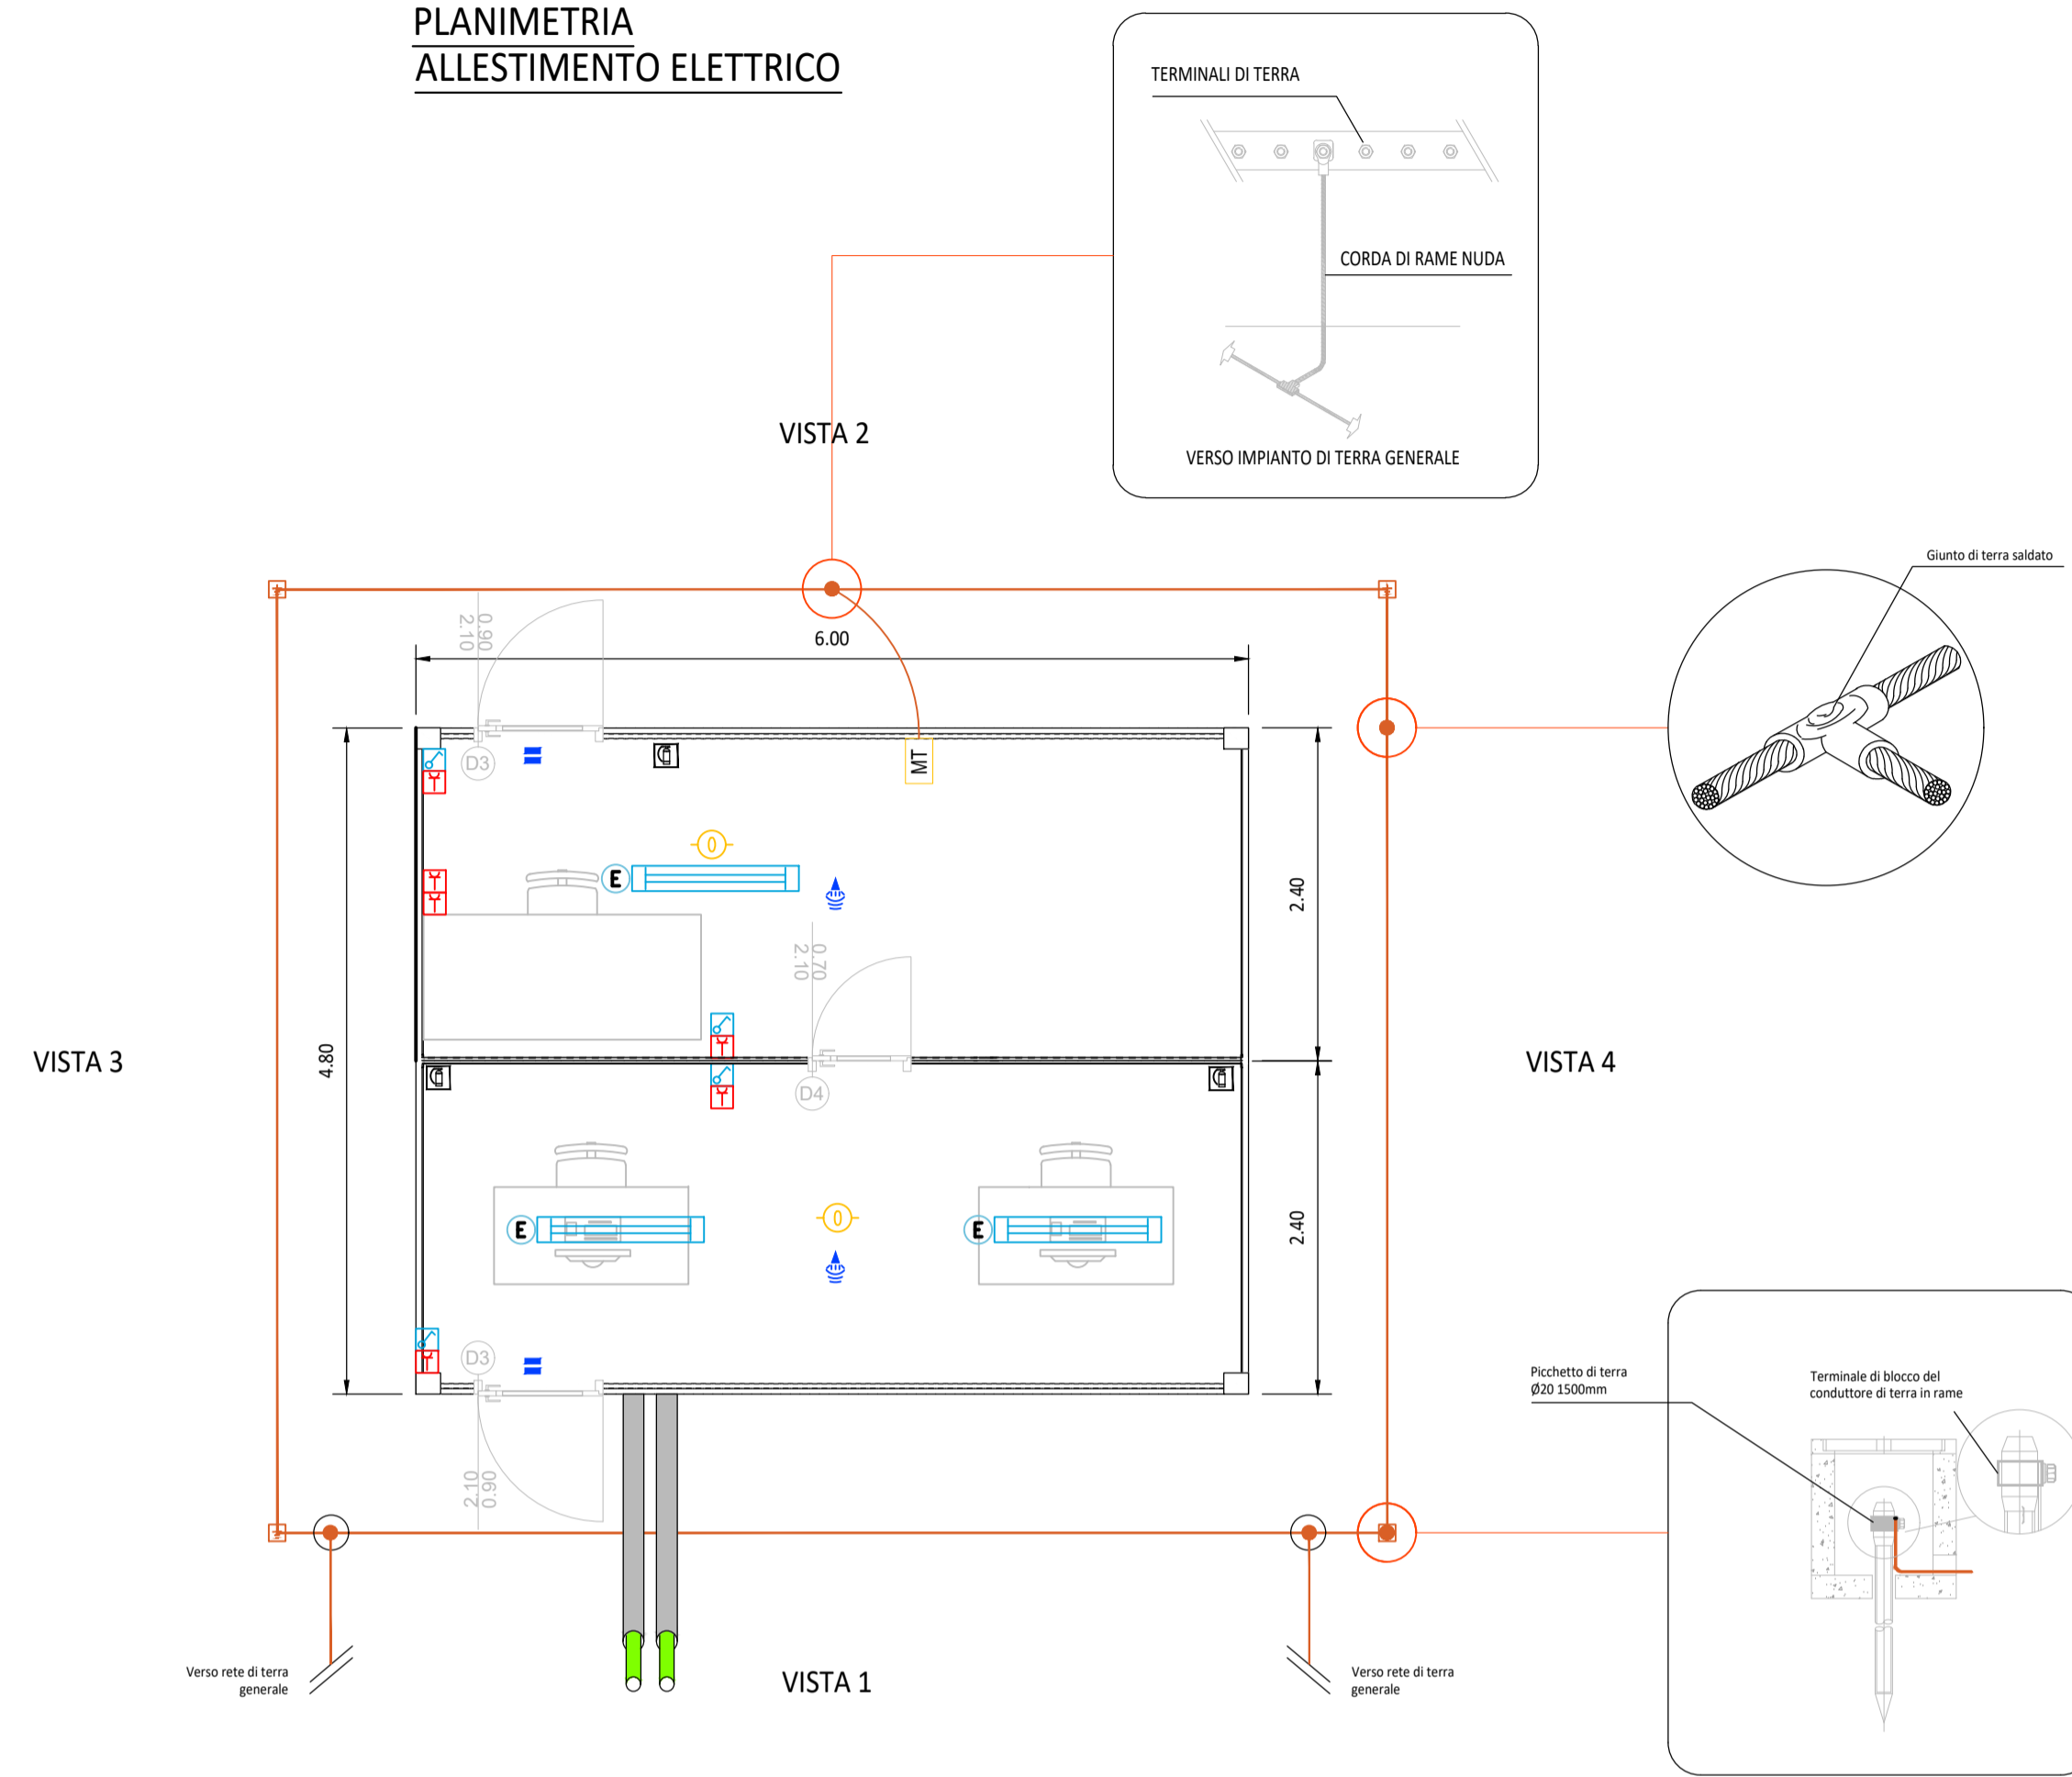 PLANIMETRIA
ALLESTIMENTO ELETTRICO
TERMINALI DI TERRA
CORDA DI RAME NUDA
VERSO IMPIANTO DI TERRA GENERALE
VISTA 2
Giunto di terra saldato
0.90
2.10
6.00
D3
MT
0
E
2.40
0.70
2.10
4.80
VISTA 3
VISTA 4
D4
E
0
E
2.40
D3
2.10
0.90
Picchetto di terra
Ø20 1500mm
Terminale di blocco del
conduttore di terra in rame
Verso rete di terra
generale
VISTA 1
Verso rete di terra
generale